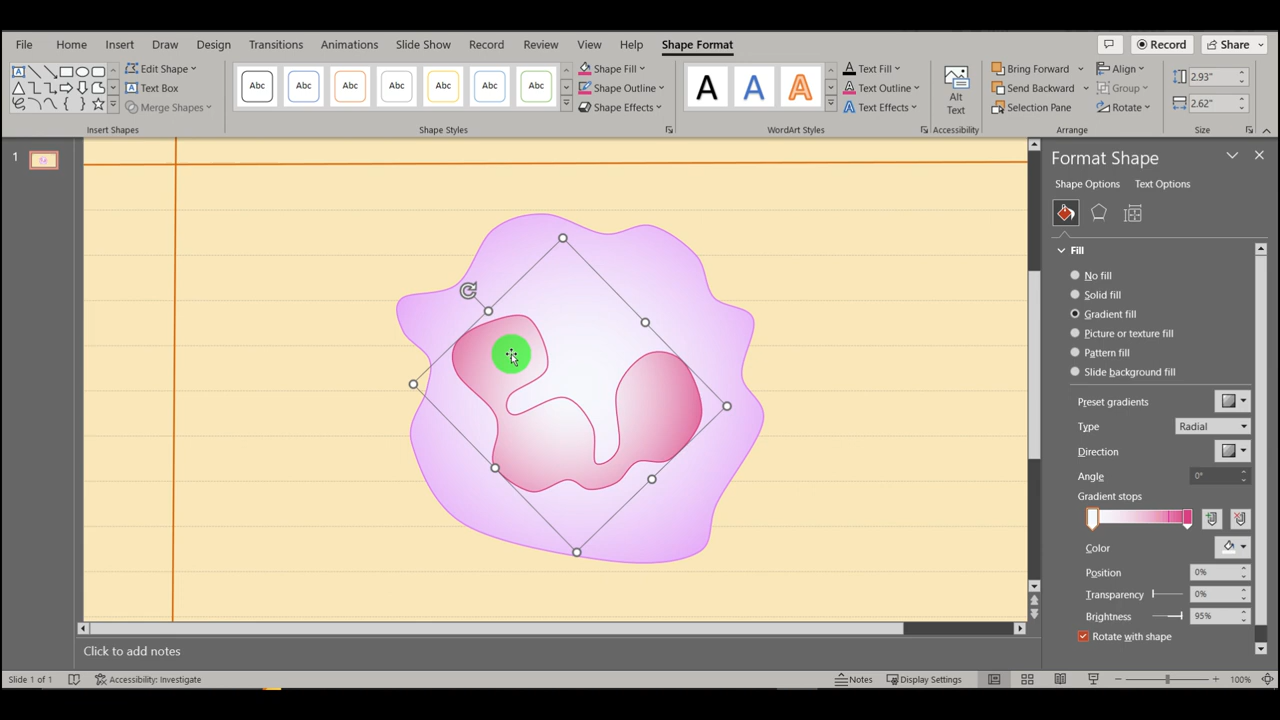 File Home Insert Draw Design Transitions Animations Slide Show Record Review View Help Shape Format Record Share
Edit Shape Abc Abc Abc Abc Abc Abc Abc Shape Fill A A A Text Fill Bring Forward Align 2.93"
Text Box Shape Outline Text Outline Alt Text Send Backward Group
Merge Shapes Shape Effects Text Effects Selection Pane Rotate 2.62"
Insert Shapes Shape Styles WordArt Styles Accessibility Arrange Size
1
Format Shape
Shape Options Text Options
Fill
No fill
Solid fill
Gradient fill
Picture or texture fill
Pattern fill
Slide background fill
Preset gradients
Type Radial
Direction
Angle 0°
Gradient stops
Color
Position 0%
Transparency 0%
Brightness 95%
Rotate with shape
Click to add notes
Slide 1 of 1 Accessibility: Investigate Notes Display Settings 100%